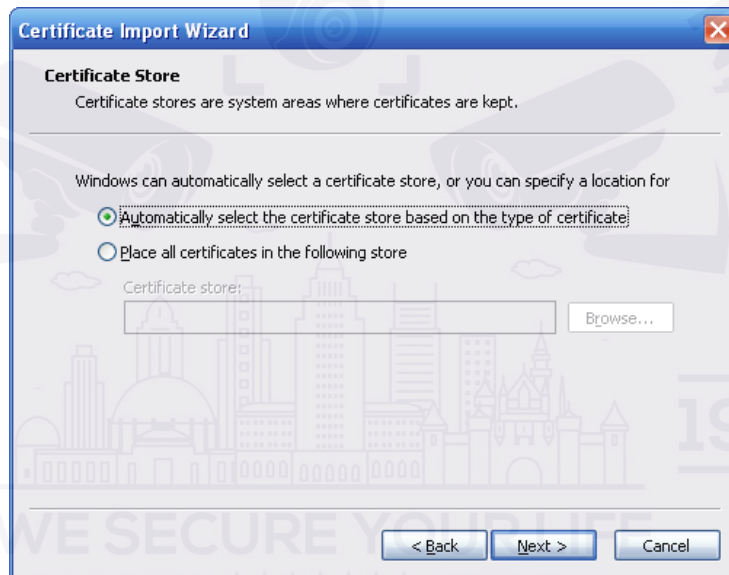 Certificate Import Wizard
Certificate Store
Certificate stores are system areas where certificates are kept.
Windows can automatically select a certificate store, or you can specify a location for
Automatically select the certificate store based on the type of certificate
Place all certificates in the following store
Certificate store:
Browse...
WE SECURE YOUR LIFE
< Back
Next >
Cancel